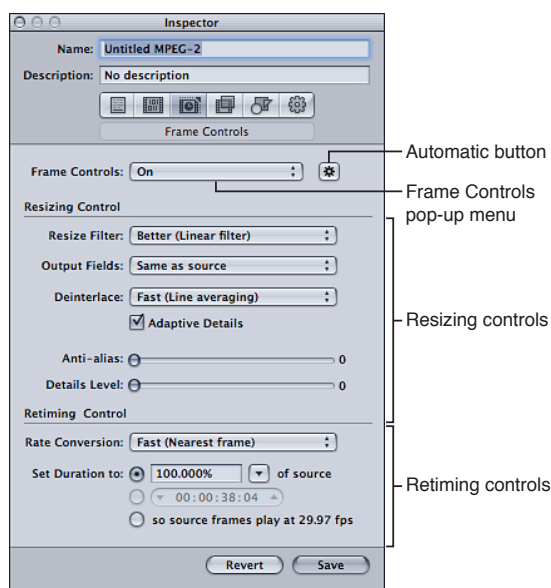 Inspector
Name: Untitled MPEG-2
Description: No description
Frame Controls
Automatic button
Frame Controls: On
Frame Controls
pop-up menu
Resizing Control
Resize Filter: Better (Linear filter)
Output Fields: Same as source
Deinterlace: Fast (Line averaging)
Adaptive Details
Resizing controls
Anti-alias: 0
Details Level: 0
Retiming Control
Rate Conversion: Fast (Nearest frame)
Set Duration to: 100.000% of source
Retiming controls
00:00:38:04
so source frames play at 29.97 fps
Revert Save